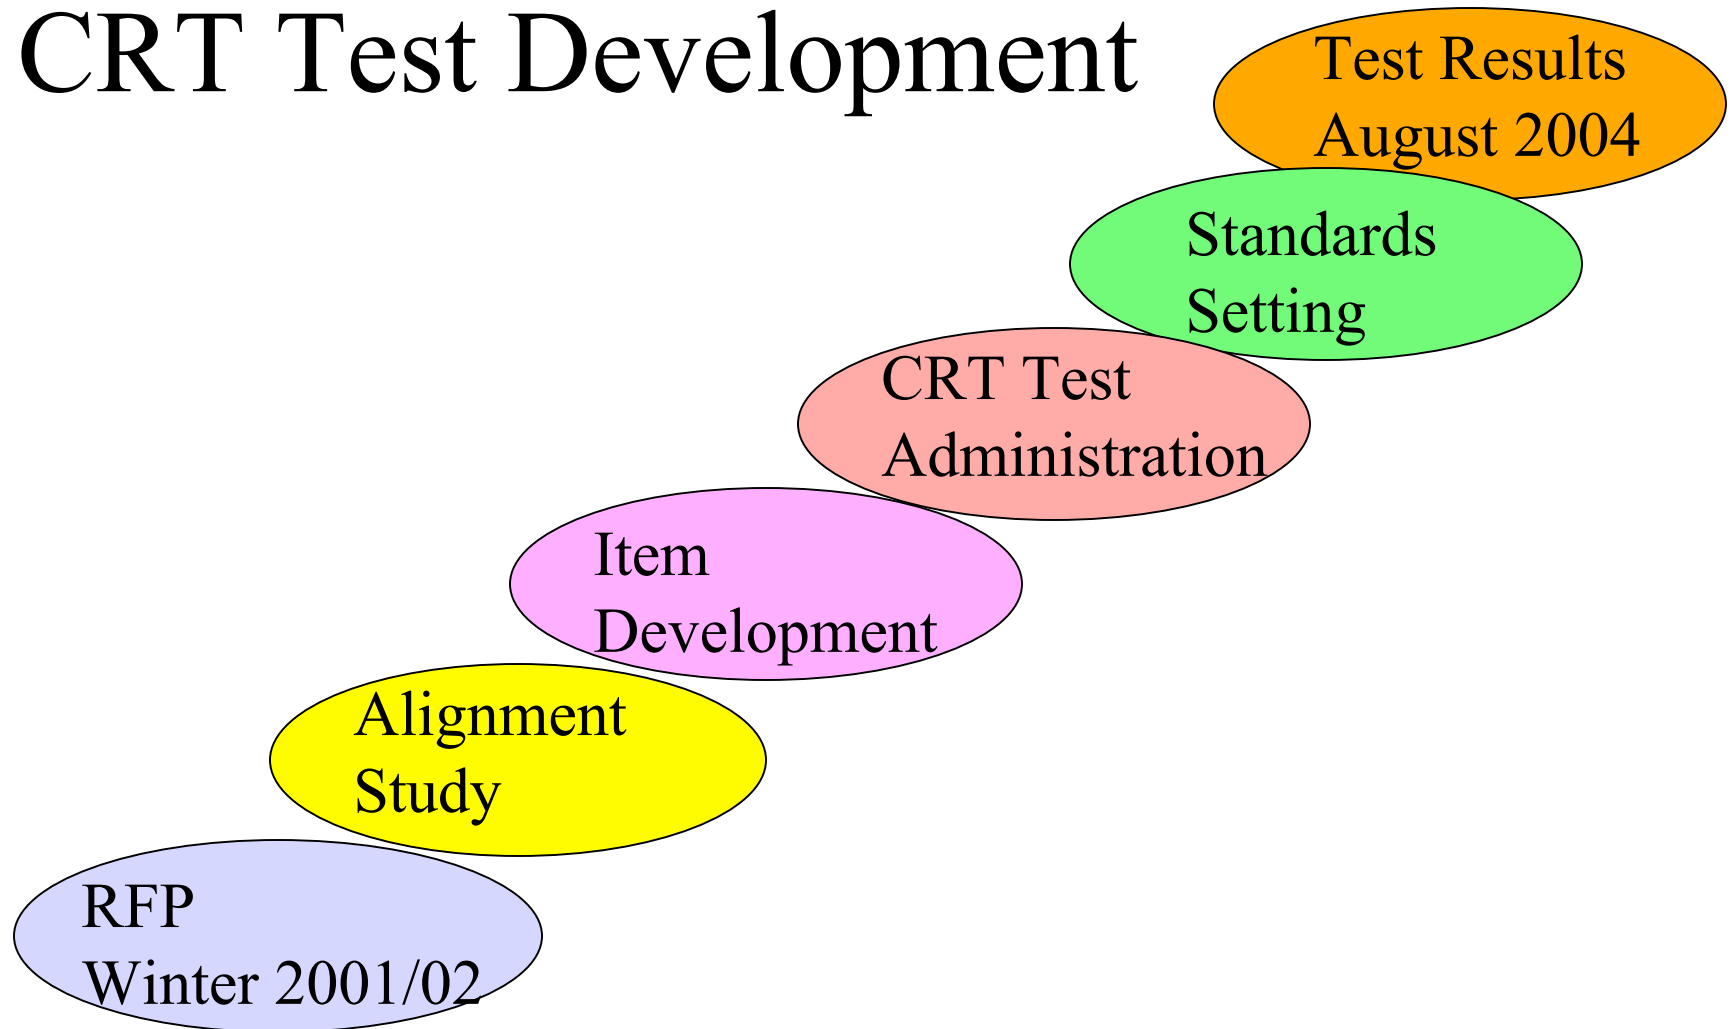 CRT Test Development
Test Results
August 2004
Standards
Setting
CRT Test
Administration
Item
Development
Alignment
Study
RFP
Winter 2001/02